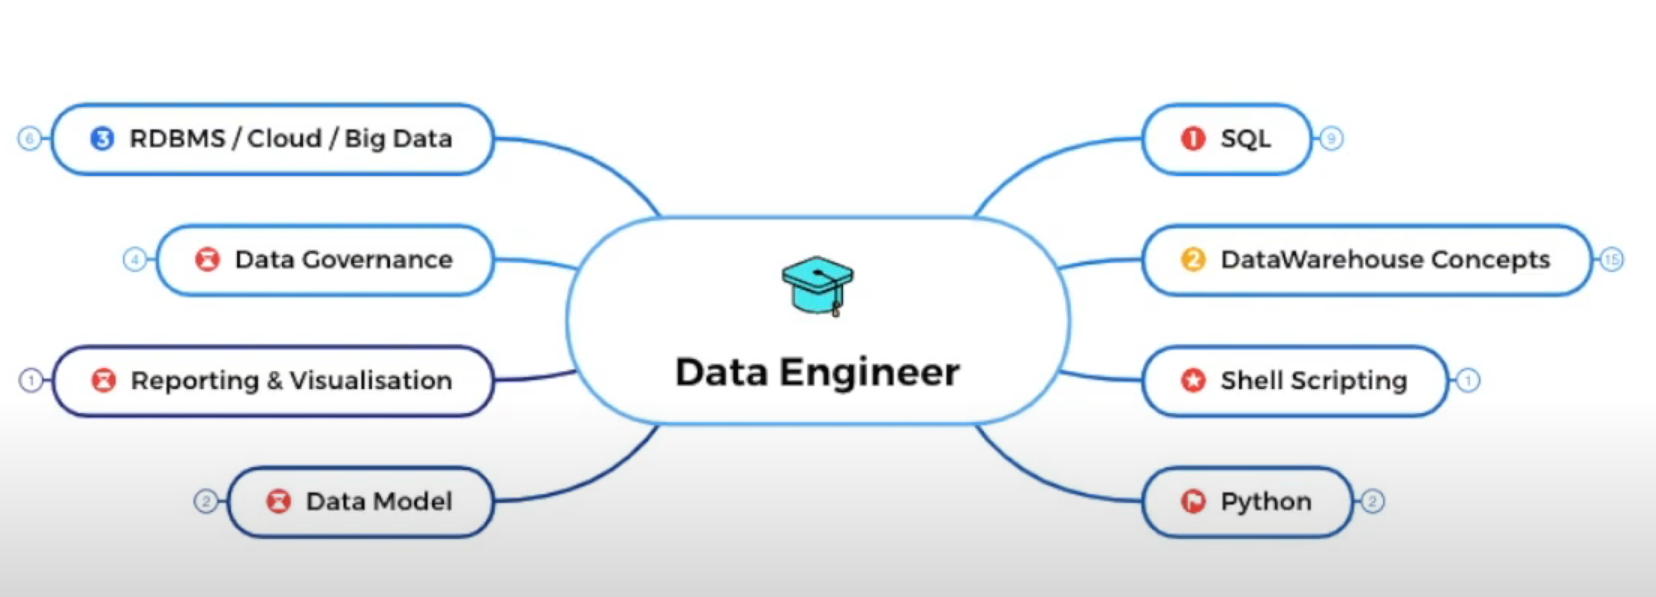 6
3 RDBMS / Cloud / Big Data
4
Data Governance
1
Reporting & Visualisation
2
Data Model
Data Engineer
1 SQL
9
2 DataWarehouse Concepts
15
Shell Scripting
1
Python
2